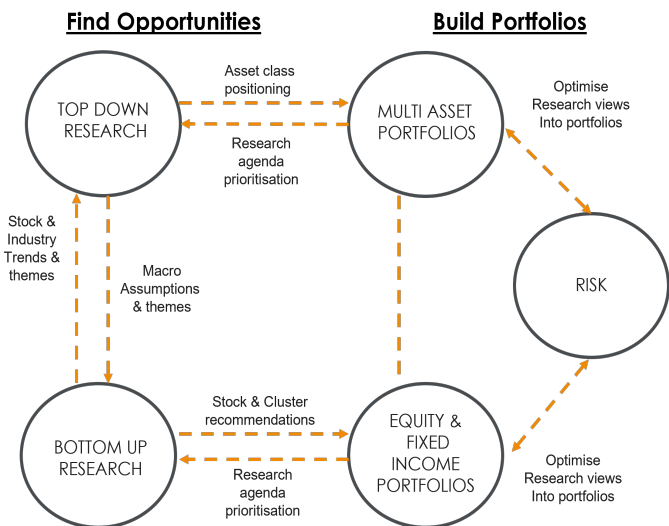 Find Opportunities
Build Portfolios
Asset class
positioning
TOP DOWN
RESEARCH
MULTI ASSET
PORTFOLIOS
Optimise
Research views
Into portfolios
Research
agenda
prioritisation
Stock &
Industry
Trends &
themes
Macro
Assumptions
& themes
RISK
Stock & Cluster
recommendations
BOTTOM UP
RESEARCH
EQUITY &
FIXED
INCOME
PORTFOLIOS
Research
agenda
prioritisation
Optimise
Research views
Into portfolios